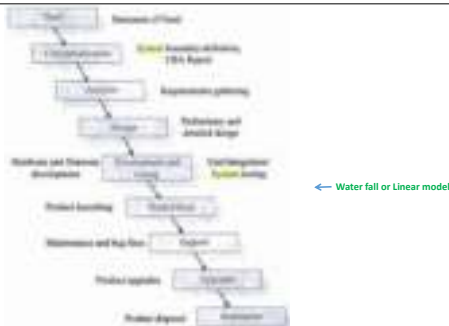 Need
Statement of Need
Conceptualization
System boundary definition,
CBA Report
Analysis
Requirements gathering
Design
Preliminary and
detailed design
Hardware and firmware
development
Development and
testing
Unit/Integration/
System testing
Product launching
Deployment
Maintenance and bug fixes
Support
Product upgrades
Upgrades
Product disposal
Retirement
Water fall or Linear model